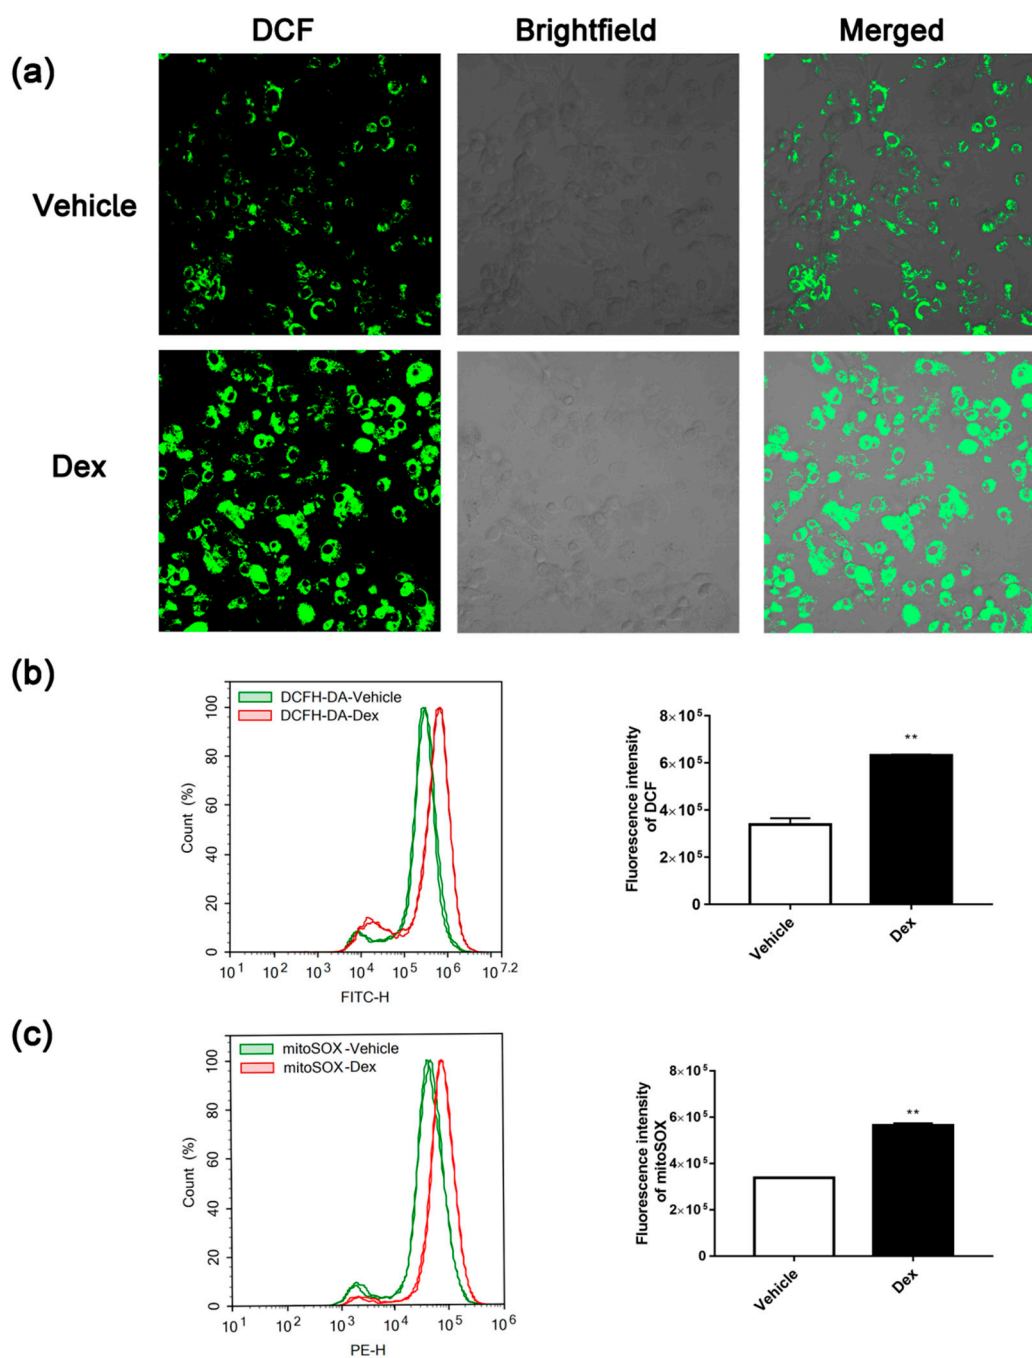 DCF Brightfield Merged
(a)
Vehicle
Dex
(b)
DCFH-DA-Vehicle
DCFH-DA-Dex
Count (%)
0 20 40 60 80 100
10¹ 10² 10³ 10⁴ 10⁵ 10⁶ 10⁷·²
FITC-H
Fluorescence intensity
of DCF
8×10⁵
6×10⁵
4×10⁵
2×10⁵
0
**
Vehicle Dex
(c)
mitoSOX-Vehicle
mitoSOX-Dex
Count (%)
0 20 40 60 80 100
10¹ 10² 10³ 10⁴ 10⁵ 10⁶
PE-H
Fluorescence intensity
of mitoSOX
8×10⁵
6×10⁵
4×10⁵
2×10⁵
0
**
Vehicle Dex